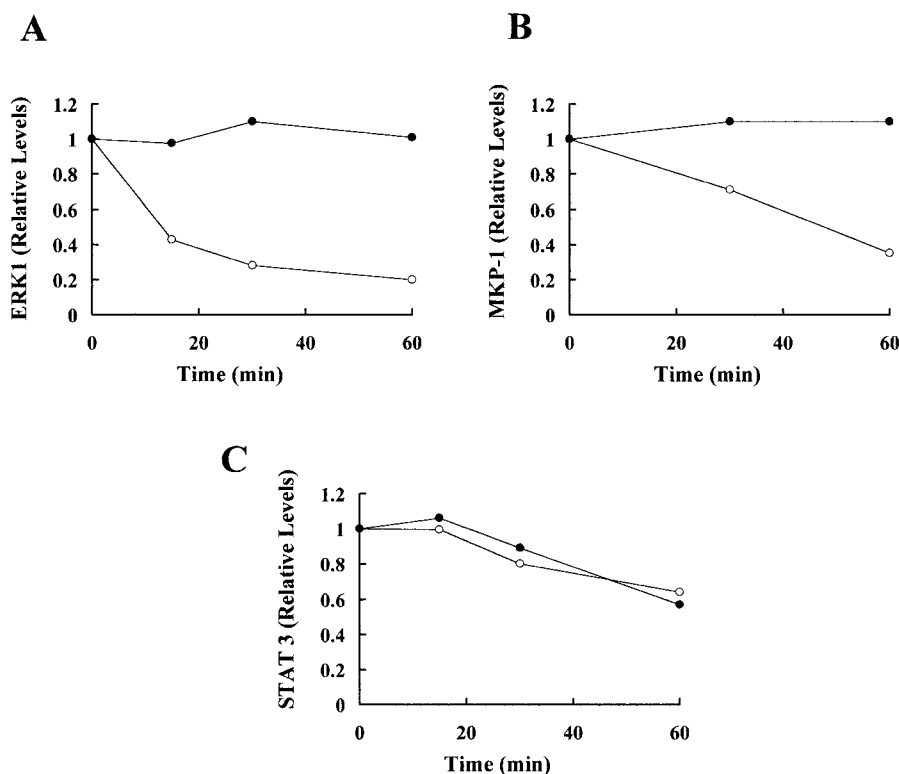 A
ERK1 (Relative Levels)
1.2
1
0.8
0.6
0.4
0.2
0
0 20 40 60
Time (min)
B
MKP-1 (Relative Levels)
1.2
1
0.8
0.6
0.4
0.2
0
0 20 40 60
Time (min)
C
STAT 3 (Relative Levels)
1.2
1
0.8
0.6
0.4
0.2
0
0 20 40 60
Time (min)